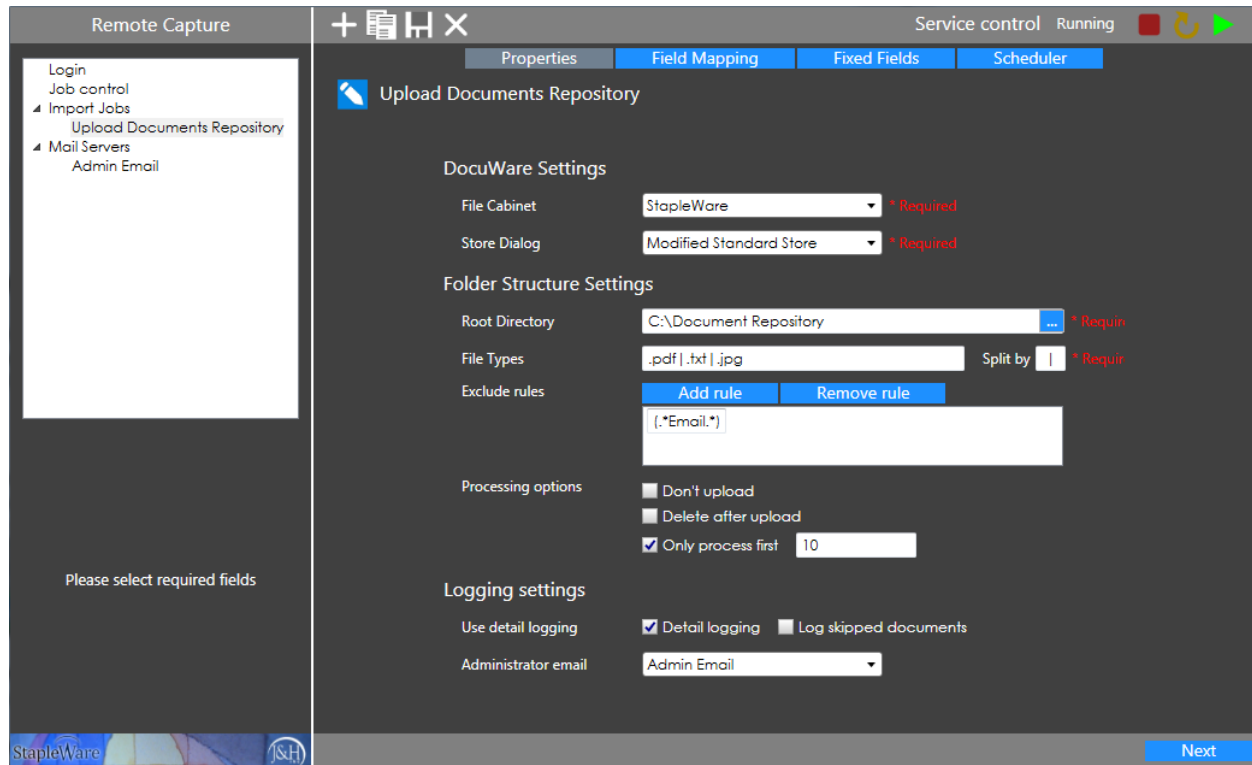 Remote Capture
Service control Running
Login
Job control
Import Jobs
Upload Documents Repository
Mail Servers
Admin Email
Please select required fields
StapleWare
J&H
Properties Field Mapping Fixed Fields Scheduler
Upload Documents Repository
DocuWare Settings
File Cabinet StapleWare * Required
Store Dialog Modified Standard Store * Required
Folder Structure Settings
Root Directory C:\Document Repository ... * Requir
File Types .pdf|.txt|.jpg Split by | * Requir
Exclude rules Add rule Remove rule
(.*Email.*)
Processing options Don't upload
Delete after upload
Only process first 10
Logging settings
Use detail logging Detail logging Log skipped documents
Administrator email Admin Email
Next